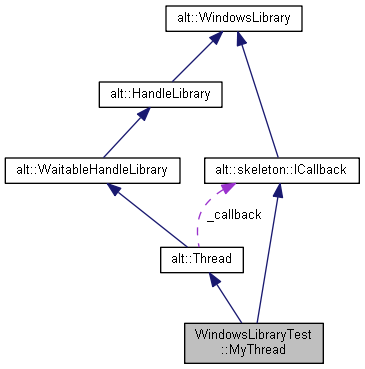 alt::WindowsLibrary
alt::HandleLibrary
alt::WaitableHandleLibrary
alt::skeleton::ICallback
_callback
alt::Thread
WindowsLibraryTest
::MyThread